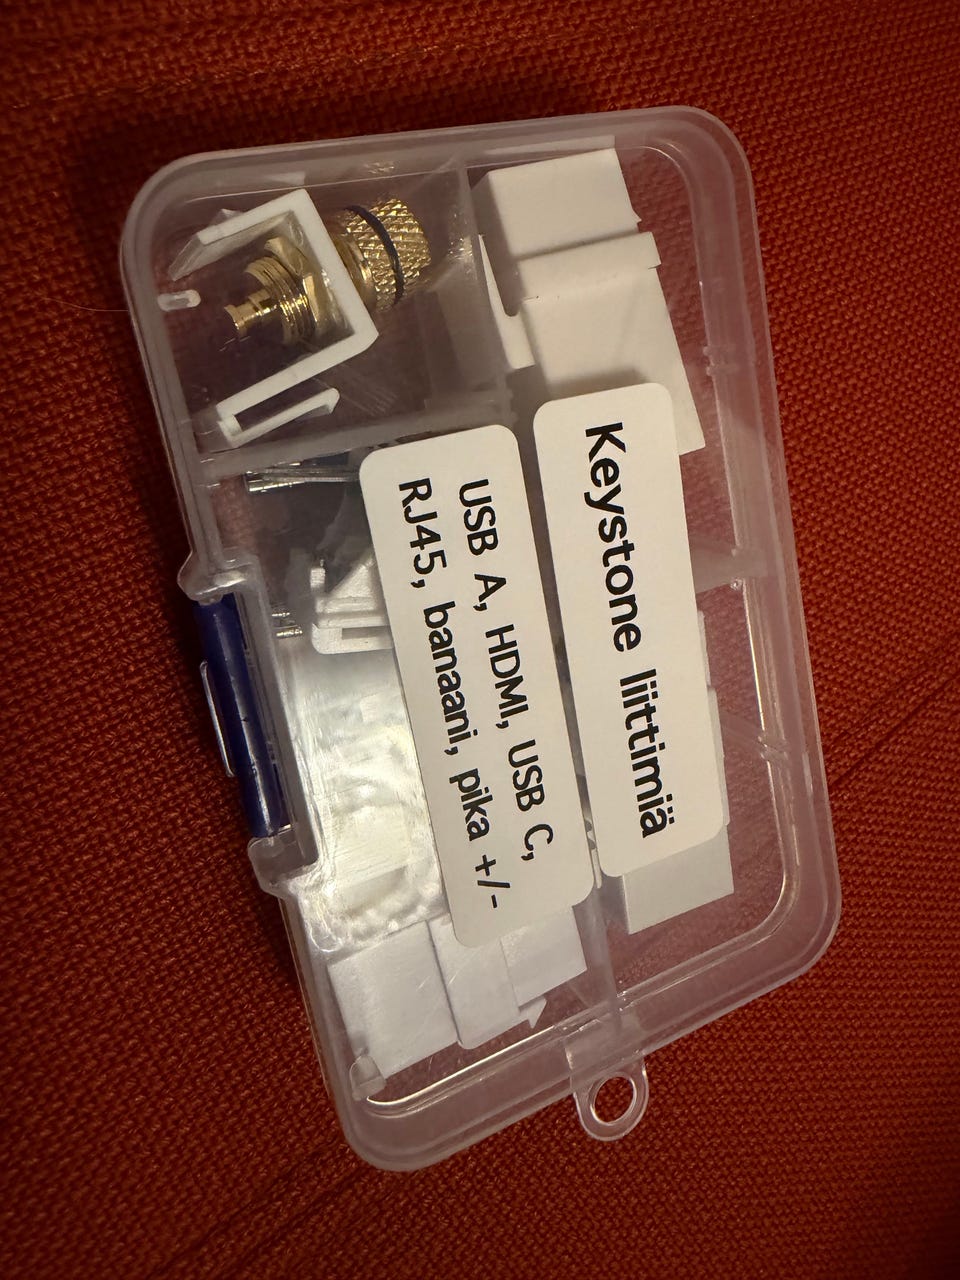 Keystone liittimiä
USB A, HDMI, USB C,
RJ45, banaani, pika +/-